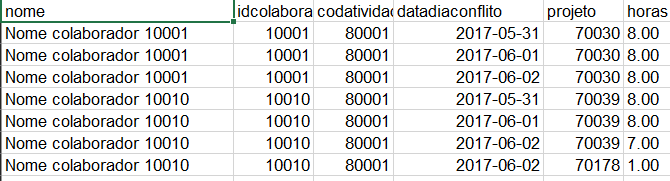 nome idcolabora codatividad datadiaconflito projeto horas
Nome colaborador 10001 10001 80001 2017-05-31 70030 8.00
Nome colaborador 10001 10001 80001 2017-06-01 70030 8.00
Nome colaborador 10001 10001 80001 2017-06-02 70030 8.00
Nome colaborador 10010 10010 80001 2017-05-31 70039 8.00
Nome colaborador 10010 10010 80001 2017-06-01 70039 8.00
Nome colaborador 10010 10010 80001 2017-06-02 70039 7.00
Nome colaborador 10010 10010 80001 2017-06-02 70178 1.00